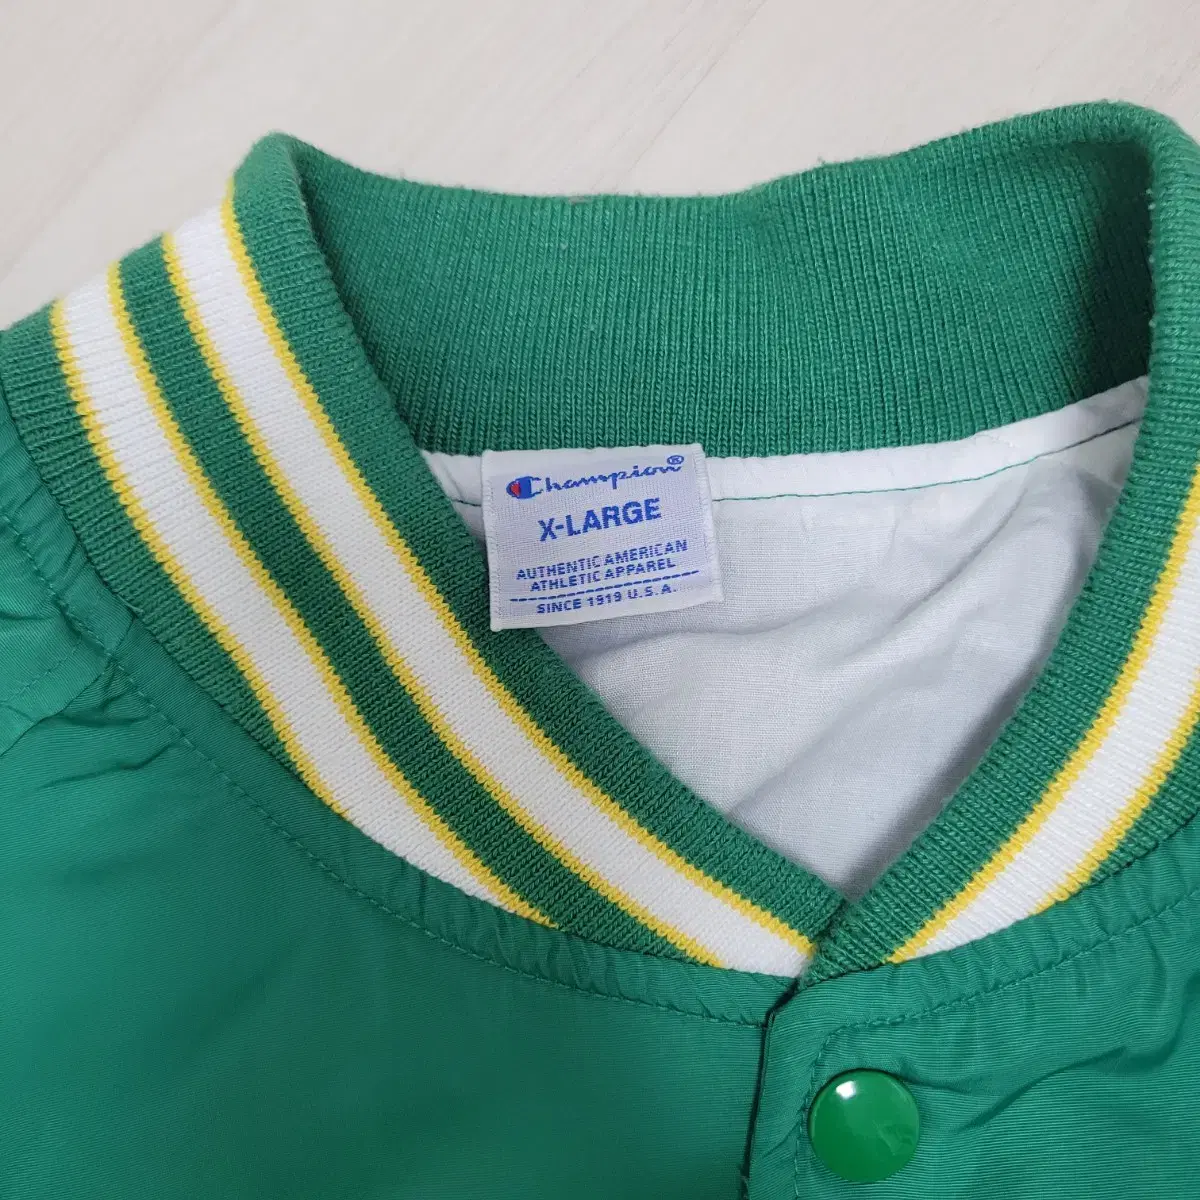 Champion®
X-LARGE
AUTHENTIC AMERICAN
ATHLETIC APPAREL
SINCE 1919 U.S.A.